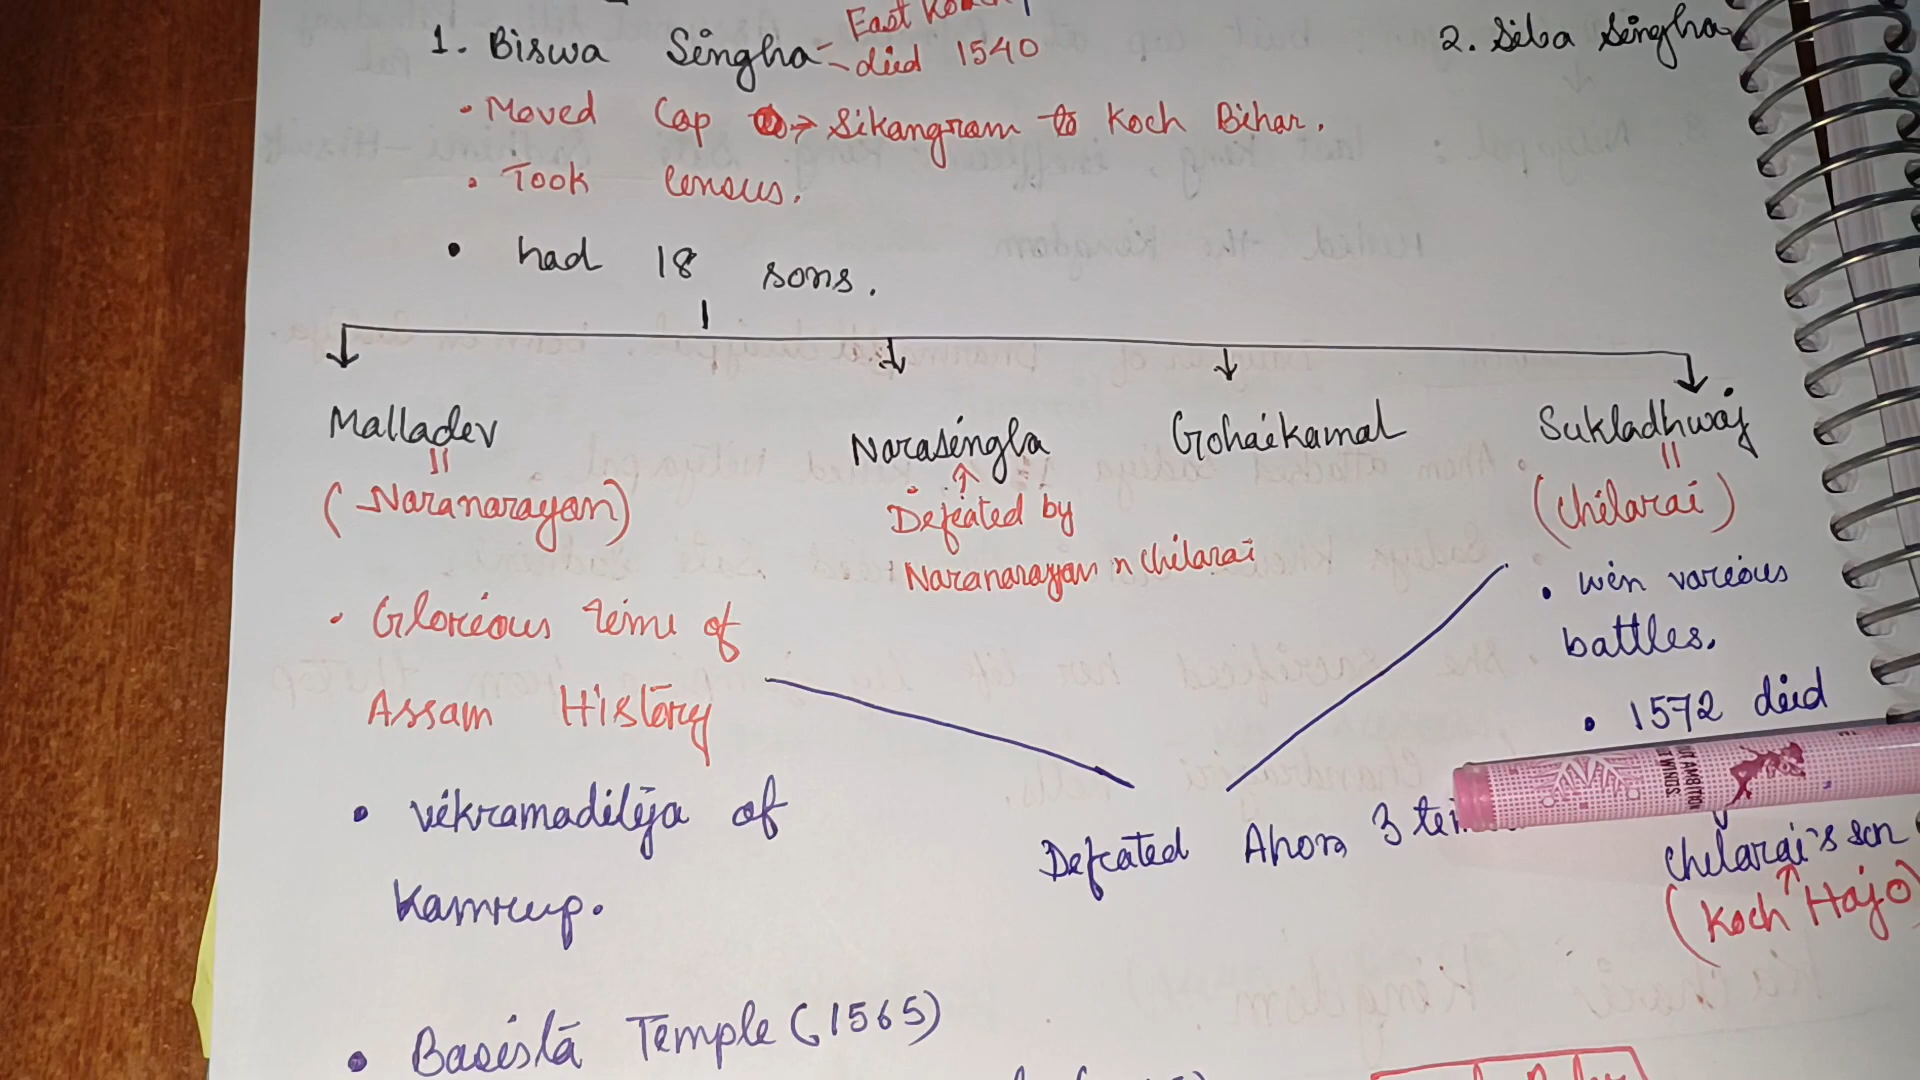 East
1. Biswa Singha - died 1540
2. Siba Singha
• Moved Cap → Sikangram to Koch Bihar.
• Took census.
• had 18 sons.
Malladev
Narasingha
Gohaikamal
Sukladhwaj
(Naranarayan)
Defeated by
Naranarayan n Chilarai
(Chilarai)
• Glorious time of
Assam History
• win various
battles.
• 1572 died
• vikramaditya of
Kamrup.
Defeated Ahom 3
Chilarai's son
(Koch Hajo)
• Basista Temple (1565)